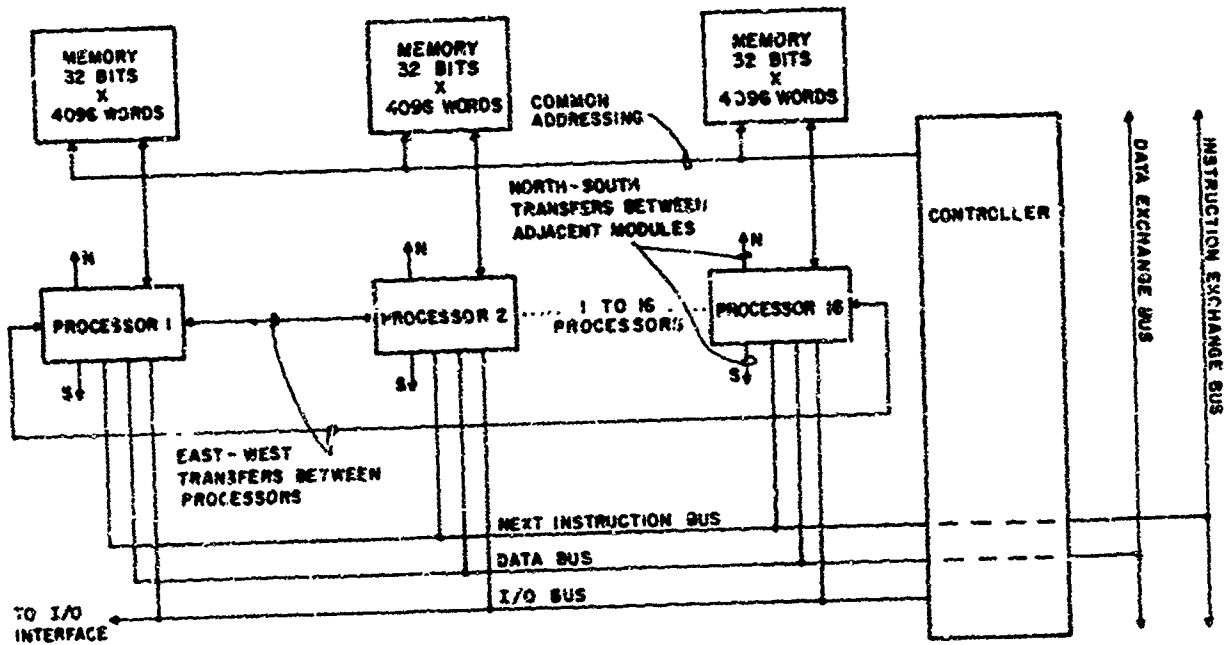 MEMORY
32 BITS
X
4096 WORDS
MEMORY
32 BITS
X
4096 WORDS
MEMORY
32 BITS
X
4096 WORDS
COMMON
ADDRESSING
NORTH-SOUTH
TRANSFERS BETWEEN
ADJACENT MODULES
CONTROLLER
DATA EXCHANGE BUS
INSTRUCTION EXCHANGE BUS
N
N
N
PROCESSOR 1
PROCESSOR 2
1 TO 16
PROCESSORS
PROCESSOR 16
S
S
S
EAST-WEST
TRANSFERS BETWEEN
PROCESSORS
NEXT INSTRUCTION BUS
DATA BUS
I/O BUS
TO I/O
INTERFACE